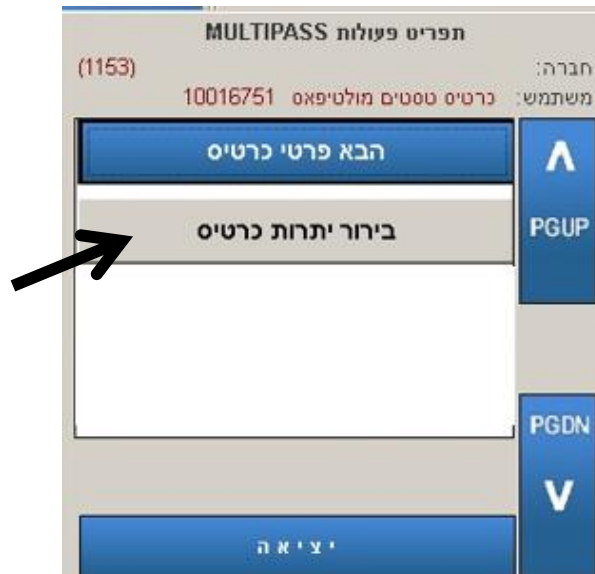 תפריט פעולות MULTIPASS
חברה: (1153)
משתמש: כרטיס טסטים מולטיפאס 10016751
הבא פרטי כרטיס
בירור יתרות כרטיס
PGUP
PGDN
יציאה